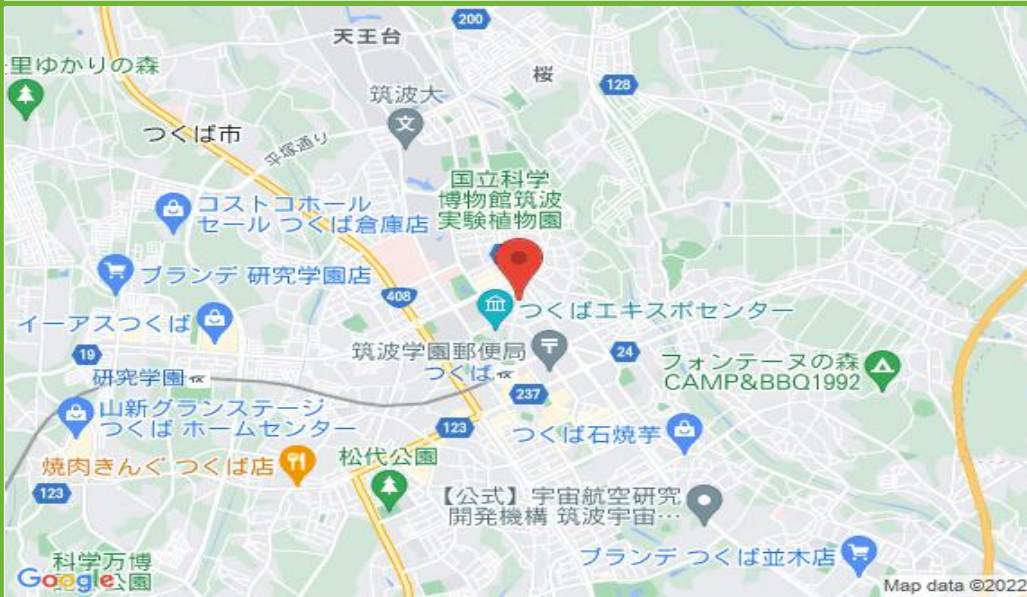 200
天王台
里ゆかりの森
桜
128
筑波大
文
つくば市
平塚通り
国立科学
博物館筑波
実験植物園
コストコホール
セール つくば倉庫店
ブランデ 研究学園店
408
イーアスつくば
つくばエキスポセンター
19
筑波学園郵便局
24
研究学園
つくば
フォンテーヌの森
CAMP&BBQ1992
237
山新グランステージ
つくば ホームセンター
123
つくば石焼芋
焼肉きんぐ つくば店
松代公園
123
【公式】宇宙航空研究
開発機構 筑波宇宙…
科学万博
公園
ブランデ つくば並木店
Google
Map data ©2022